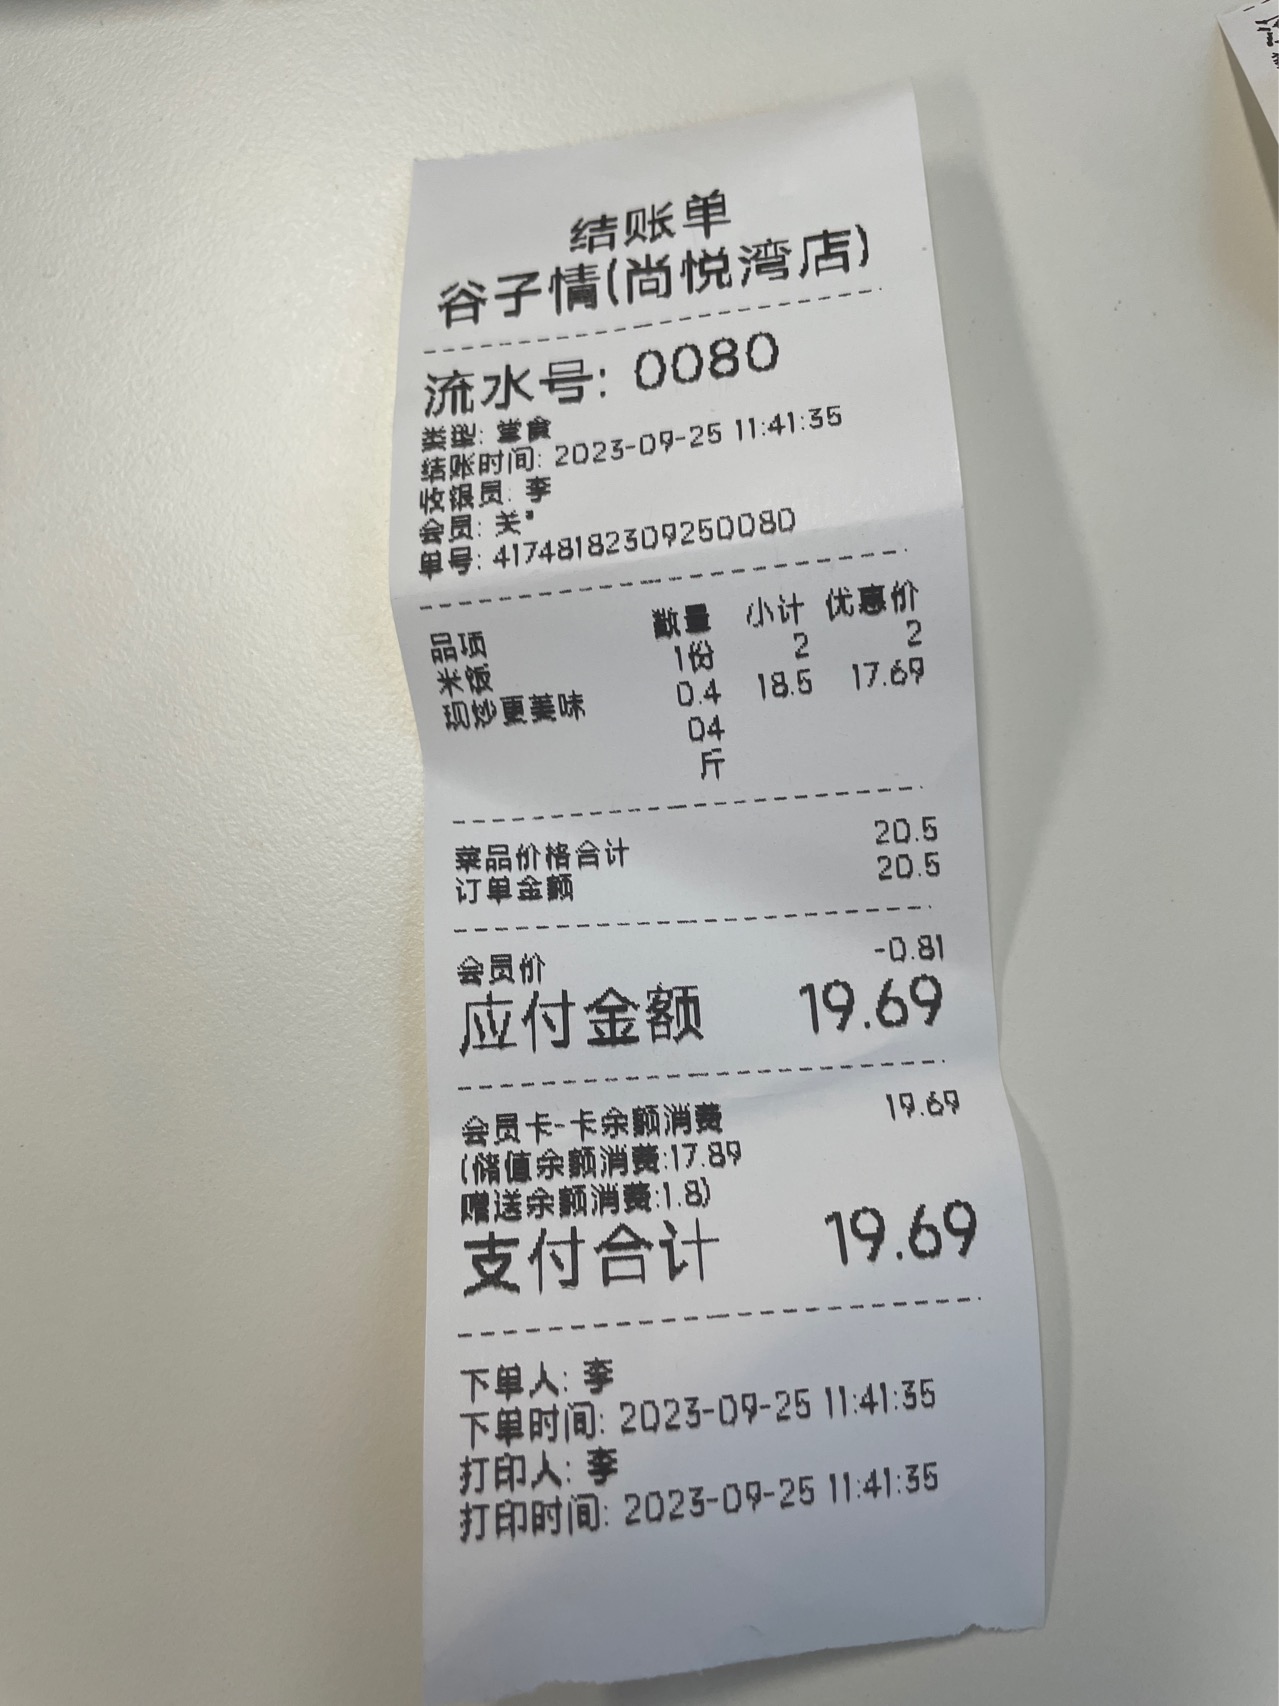 结账单
谷子情(尚悦湾店)
流水号: 0080
类型: 堂食
结账时间: 2023-09-25 11:41:35
收银员: 李
会员: 关*
单号: 41748182309250080
品项 数量 小计 优惠价
米饭 1份 2 2
现炒更美味 0.4 18.5 17.69
04
斤
菜品价格合计 20.5
订单金额 20.5
会员价 -0.81
应付金额 19.69
会员卡-卡余额消费 19.69
(储值余额消费:17.89
赠送余额消费:1.8)
支付合计 19.69
下单人: 李
下单时间: 2023-09-25 11:41:35
打印人: 李
打印时间: 2023-09-25 11:41:35